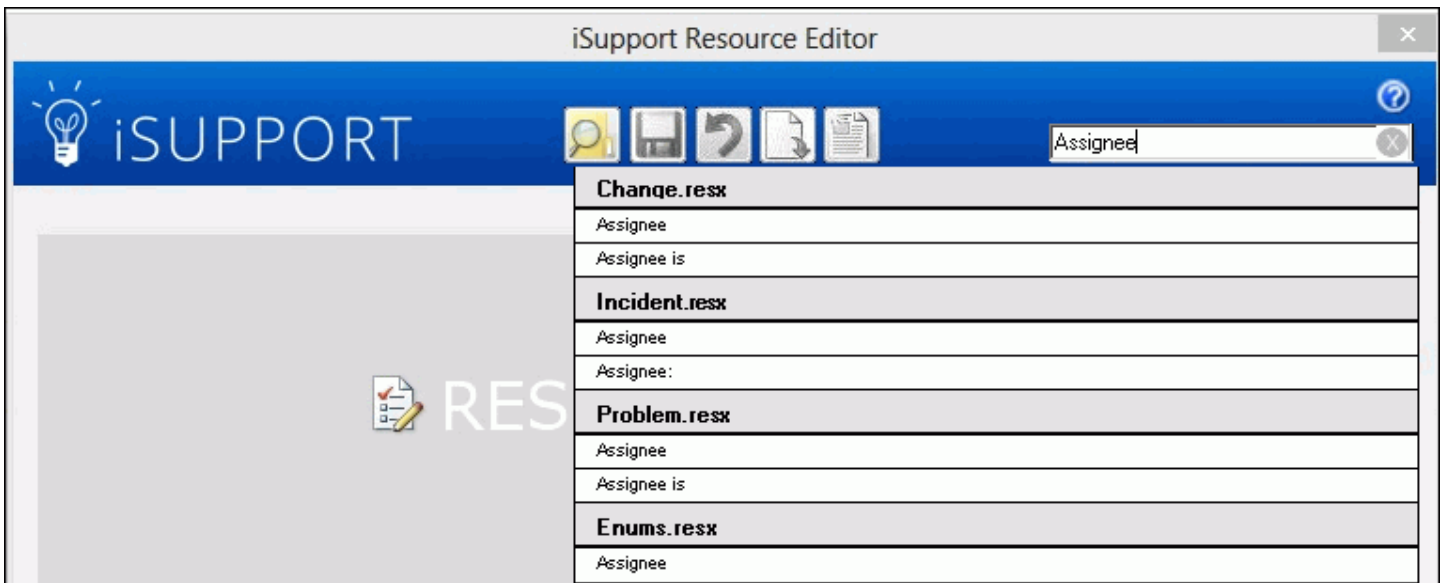 iSupport Resource Editor
iSUPPORT
Assignee
Change.resx
Assignee
Assignee is
Incident.resx
Assignee
Assignee:
RES
Problem.resx
Assignee
Assignee is
Enums.resx
Assignee